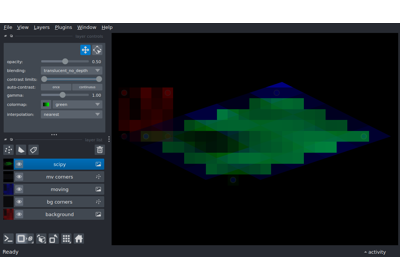 File View Layers Plugins Window Help
opacity: 0.50
blending: translucent_no_depth
contrast limits:
auto-contrast: once continuous
gamma: 1.00
colormap: green
interpolation: nearest
scipy
mv corners
moving
bg corners
background
Ready activity